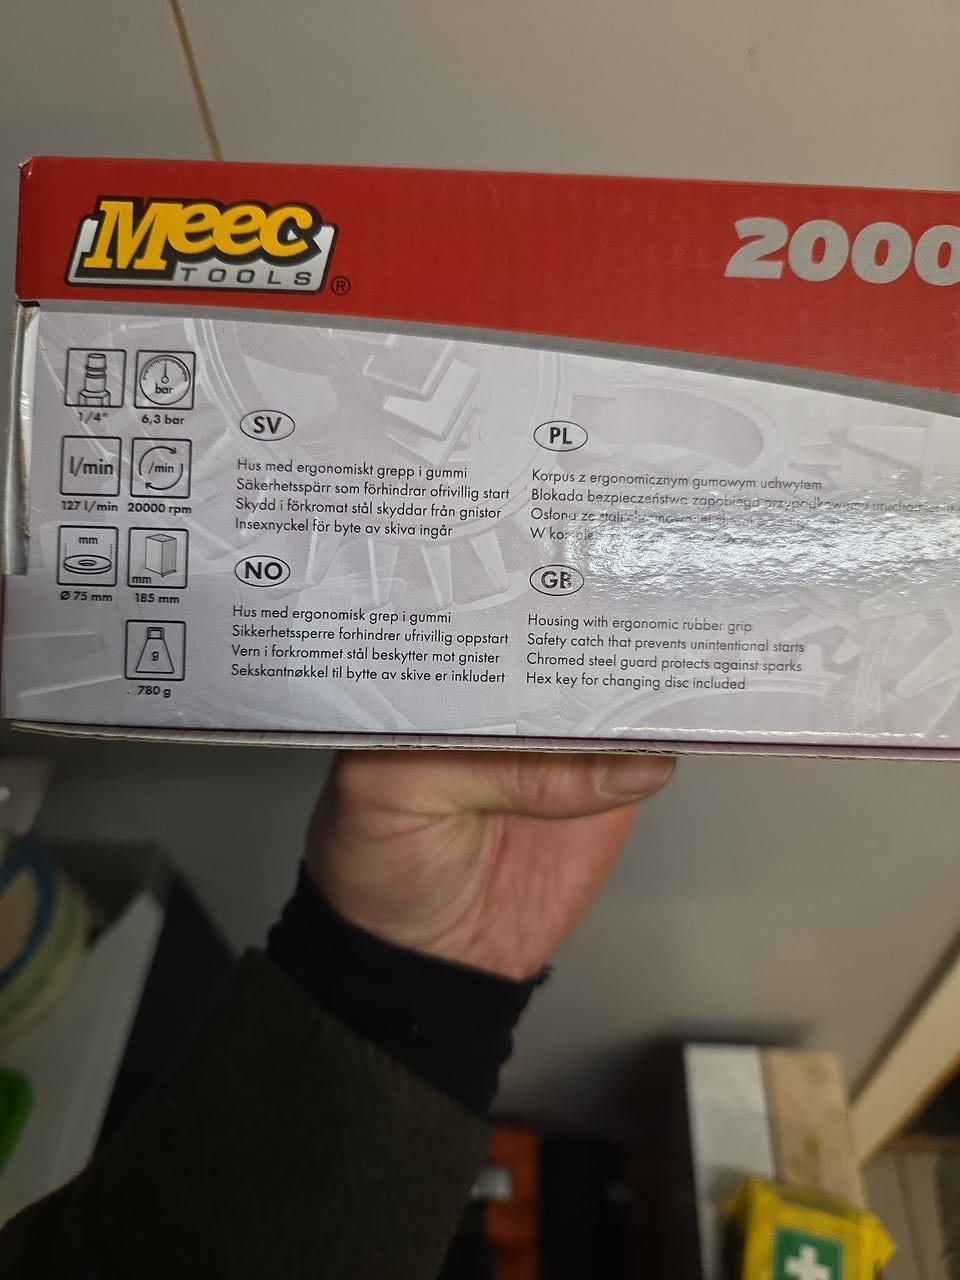 Meec
TOOLS ®
2000
1/4"
bar
6,3 bar
l/min
127 l/min
/min
20000 rpm
mm
Ø 75 mm
mm
185 mm
g
780 g
SV
Hus med ergonomiskt grepp i gummi
Säkerhetsspärr som förhindrar ofrivillig start
Skydd i förkromat stål skyddar från gnistor
Insexnyckel för byte av skiva ingår
NO
Hus med ergonomisk grep i gummi
Sikkerhetssperre forhindrer ufrivillig oppstart
Vern i forkrommet stål beskytter mot gnister
Sekskantnøkkel til bytte av skive er inkludert
PL
Korpus z ergonomicznym gumowym uchwytem
Blokada bezpieczeństwa zapobiega przypadkowemu
Osłona ze stali
W
GB
Housing with ergonomic rubber grip
Safety catch that prevents unintentional starts
Chromed steel guard protects against sparks
Hex key for changing disc included